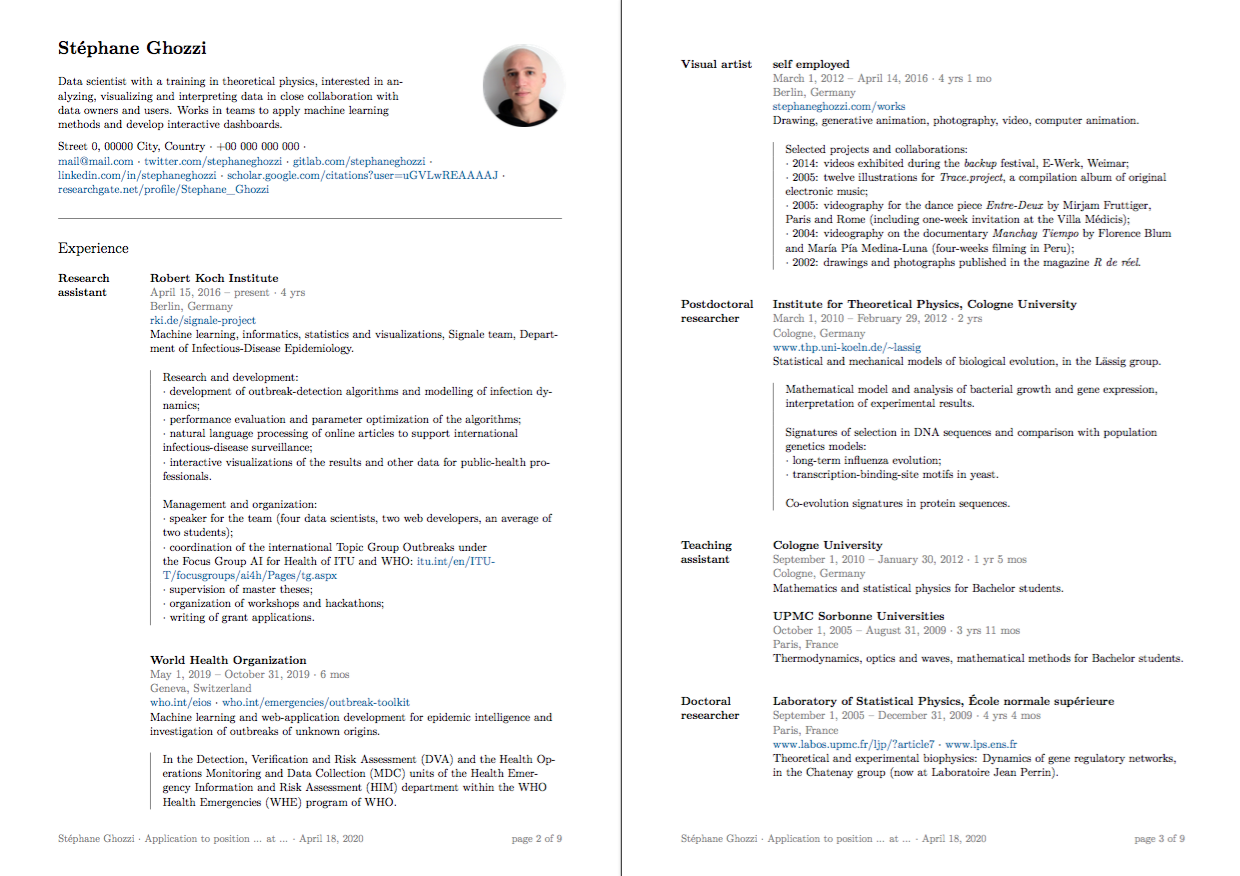 Stéphane Ghozzi
Data scientist with a training in theoretical physics, interested in an-
alyzing, visualizing and interpreting data in close collaboration with
data owners and users. Works in teams to apply machine learning
methods and develop interactive dashboards.
Street 0, 00000 City, Country · +00 000 000 000 ·
mail@mail.com · twitter.com/stephaneghozzi · gitlab.com/stephaneghozzi ·
linkedin.com/in/stephaneghozzi · scholar.google.com/citations?user=uGVLwREAAAAJ ·
researchgate.net/profile/Stephane_Ghozzi
Experience
Research
assistant
Robert Koch Institute
April 15, 2016 – present · 4 yrs
Berlin, Germany
rki.de/signale-project
Machine learning, informatics, statistics and visualizations, Signale team, Depart-
ment of Infectious-Disease Epidemiology.
Research and development:
· development of outbreak-detection algorithms and modelling of infection dy-
namics;
· performance evaluation and parameter optimization of the algorithms;
· natural language processing of online articles to support international
infectious-disease surveillance;
· interactive visualizations of the results and other data for public-health pro-
fessionals.
Management and organization:
· speaker for the team (four data scientists, two web developers, an average of
two students);
· coordination of the international Topic Group Outbreaks under
the Focus Group AI for Health of ITU and WHO: itu.int/en/ITU-
T/focusgroups/ai4h/Pages/tg.aspx
· supervision of master theses;
· organization of workshops and hackathons;
· writing of grant applications.
World Health Organization
May 1, 2019 – October 31, 2019 · 6 mos
Geneva, Switzerland
who.int/eios · who.int/emergencies/outbreak-toolkit
Machine learning and web-application development for epidemic intelligence and
investigation of outbreaks of unknown origins.
In the Detection, Verification and Risk Assessment (DVA) and the Health Op-
erations Monitoring and Data Collection (MDC) units of the Health Emer-
gency Information and Risk Assessment (HIM) department within the WHO
Health Emergencies (WHE) program of WHO.
Stéphane Ghozzi · Application to position ... at ... · April 18, 2020
page 2 of 9
Visual artist
self employed
March 1, 2012 – April 14, 2016 · 4 yrs 1 mo
Berlin, Germany
stephaneghozzi.com/works
Drawing, generative animation, photography, video, computer animation.
Selected projects and collaborations:
· 2014: videos exhibited during the backup festival, E-Werk, Weimar;
· 2005: twelve illustrations for Trace.project, a compilation album of original
electronic music;
· 2005: videography for the dance piece Entre-Deux by Mirjam Fruttiger,
Paris and Rome (including one-week invitation at the Villa Médicis);
· 2004: videography on the documentary Manchay Tiempo by Florence Blum
and María Pía Medina-Luna (four-weeks filming in Peru);
· 2002: drawings and photographs published in the magazine R de réel.
Postdoctoral
researcher
Institute for Theoretical Physics, Cologne University
March 1, 2010 – February 29, 2012 · 2 yrs
Cologne, Germany
www.thp.uni-koeln.de/~lassig
Statistical and mechanical models of biological evolution, in the Lässig group.
Mathematical model and analysis of bacterial growth and gene expression,
interpretation of experimental results.
Signatures of selection in DNA sequences and comparison with population
genetics models:
· long-term influenza evolution;
· transcription-binding-site motifs in yeast.
Co-evolution signatures in protein sequences.
Teaching
assistant
Cologne University
September 1, 2010 – January 30, 2012 · 1 yr 5 mos
Cologne, Germany
Mathematics and statistical physics for Bachelor students.
UPMC Sorbonne Universities
October 1, 2005 – August 31, 2009 · 3 yrs 11 mos
Paris, France
Thermodynamics, optics and waves, mathematical methods for Bachelor students.
Doctoral
researcher
Laboratory of Statistical Physics, École normale supérieure
September 1, 2005 – December 31, 2009 · 4 yrs 4 mos
Paris, France
www.labos.upmc.fr/ljp/?article7 · www.lps.ens.fr
Theoretical and experimental biophysics: Dynamics of gene regulatory networks,
in the Chatenay group (now at Laboratoire Jean Perrin).
Stéphane Ghozzi · Application to position ... at ... · April 18, 2020
page 3 of 9